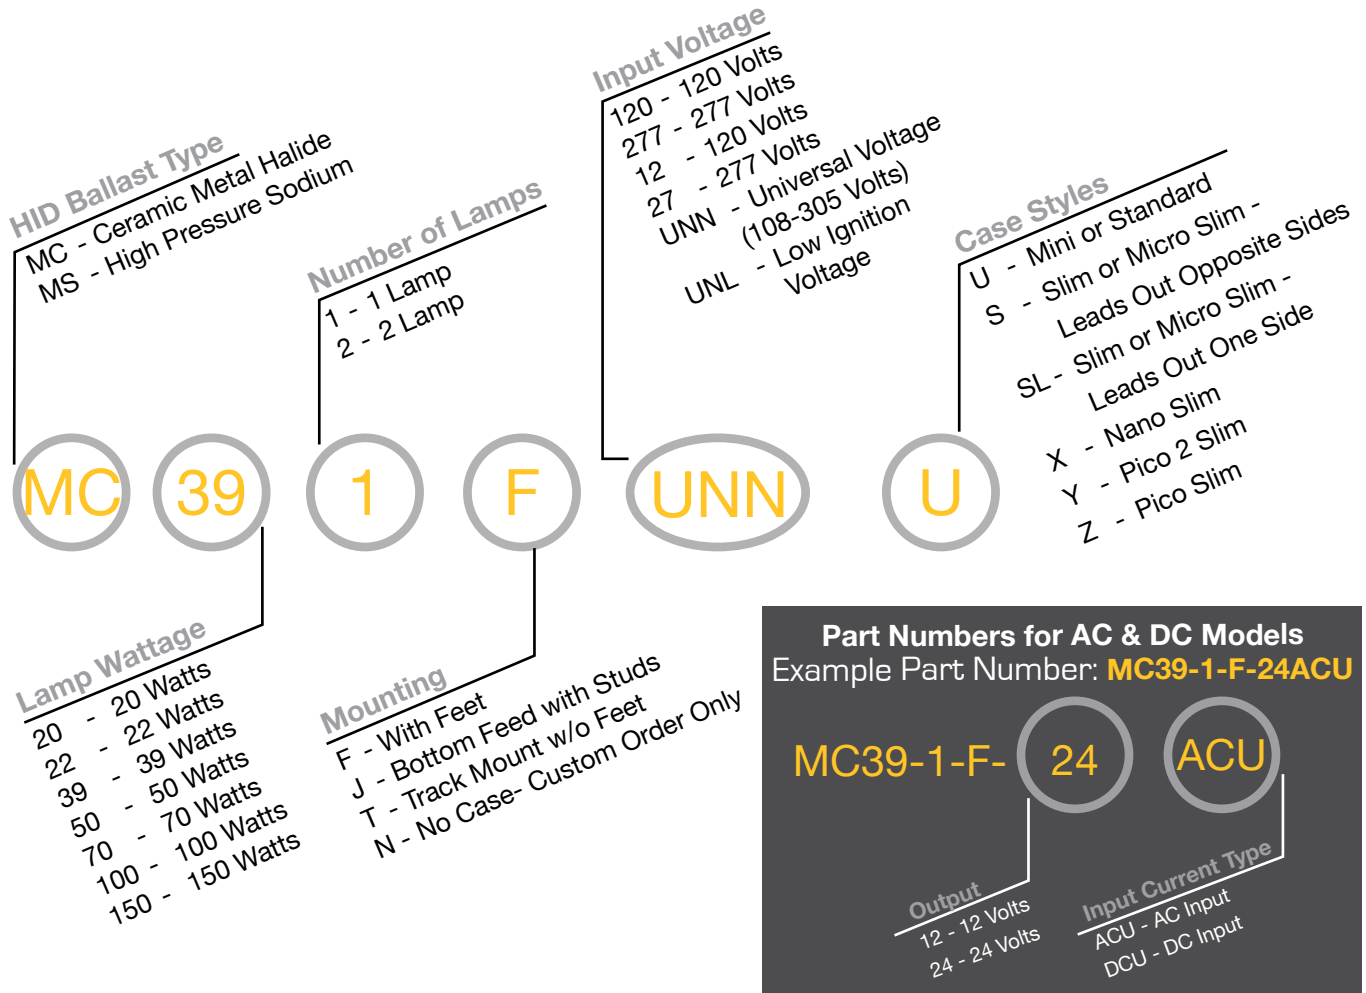 HID Ballast Type
MC - Ceramic Metal Halide
MS - High Pressure Sodium
Number of Lamps
1 - 1 Lamp
2 - 2 Lamp
Input Voltage
120 - 120 Volts
277 - 277 Volts
12 - 120 Volts
27 - 277 Volts
UNN - Universal Voltage
(108-305 Volts)
UNL - Low Ignition
Voltage
Case Styles
U - Mini or Standard
S - Slim or Micro Slim -
Leads Out Opposite Sides
SL - Slim or Micro Slim -
Leads Out One Side
X - Nano Slim
Y - Pico 2 Slim
Z - Pico Slim
MC 39 1 F UNN U
Lamp Wattage
20 - 20 Watts
22 - 22 Watts
39 - 39 Watts
50 - 50 Watts
70 - 70 Watts
100 - 100 Watts
150 - 150 Watts
Mounting
F - With Feet
J - Bottom Feed with Studs
T - Track Mount w/o Feet
N - No Case- Custom Order Only
Part Numbers for AC & DC Models
Example Part Number: MC39-1-F-24ACU
MC39-1-F- 24 ACU
Output
12 - 12 Volts
24 - 24 Volts
Input Current Type
ACU - AC Input
DCU - DC Input